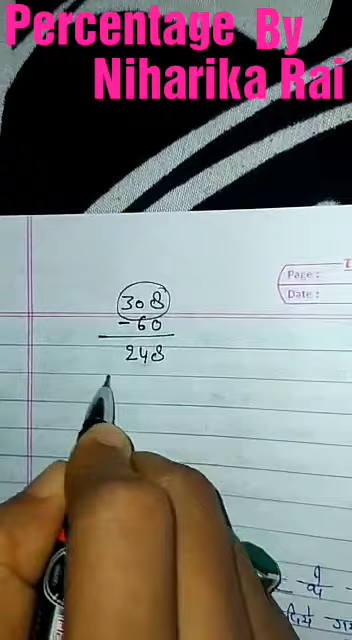 Percentage By
Niharika Rai
Page :
Date :
308
- 60
248